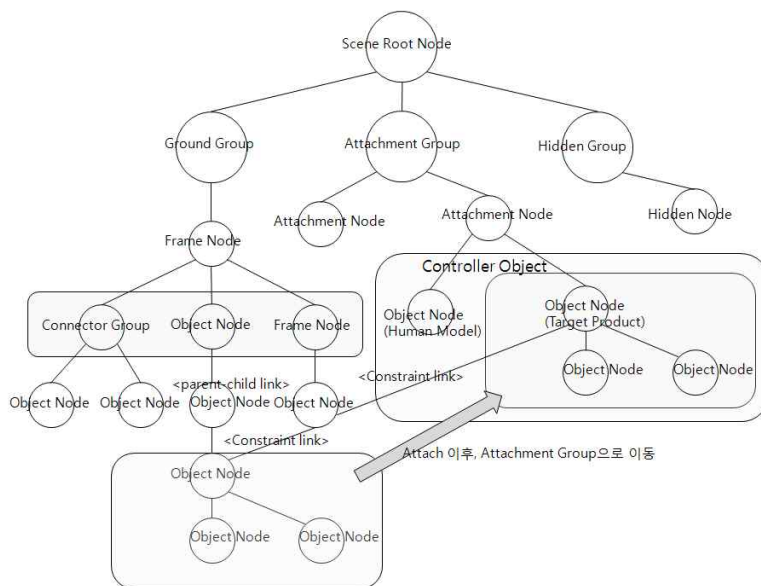 Scene Root Node
Ground Group
Attachment Group
Hidden Group
Attachment Node
Attachment Node
Hidden Node
Frame Node
Controller Object
Connector Group
Object Node
Frame Node
Object Node
(Human Model)
Object Node
(Target Product)
<parent-child link>
<Constraint link>
Object Node
Object Node
Object Node
Object Node
Object Node
Object Node
<Constraint link>
Attach 이후, Attachment Group으로 이동
Object Node
Object Node
Object Node